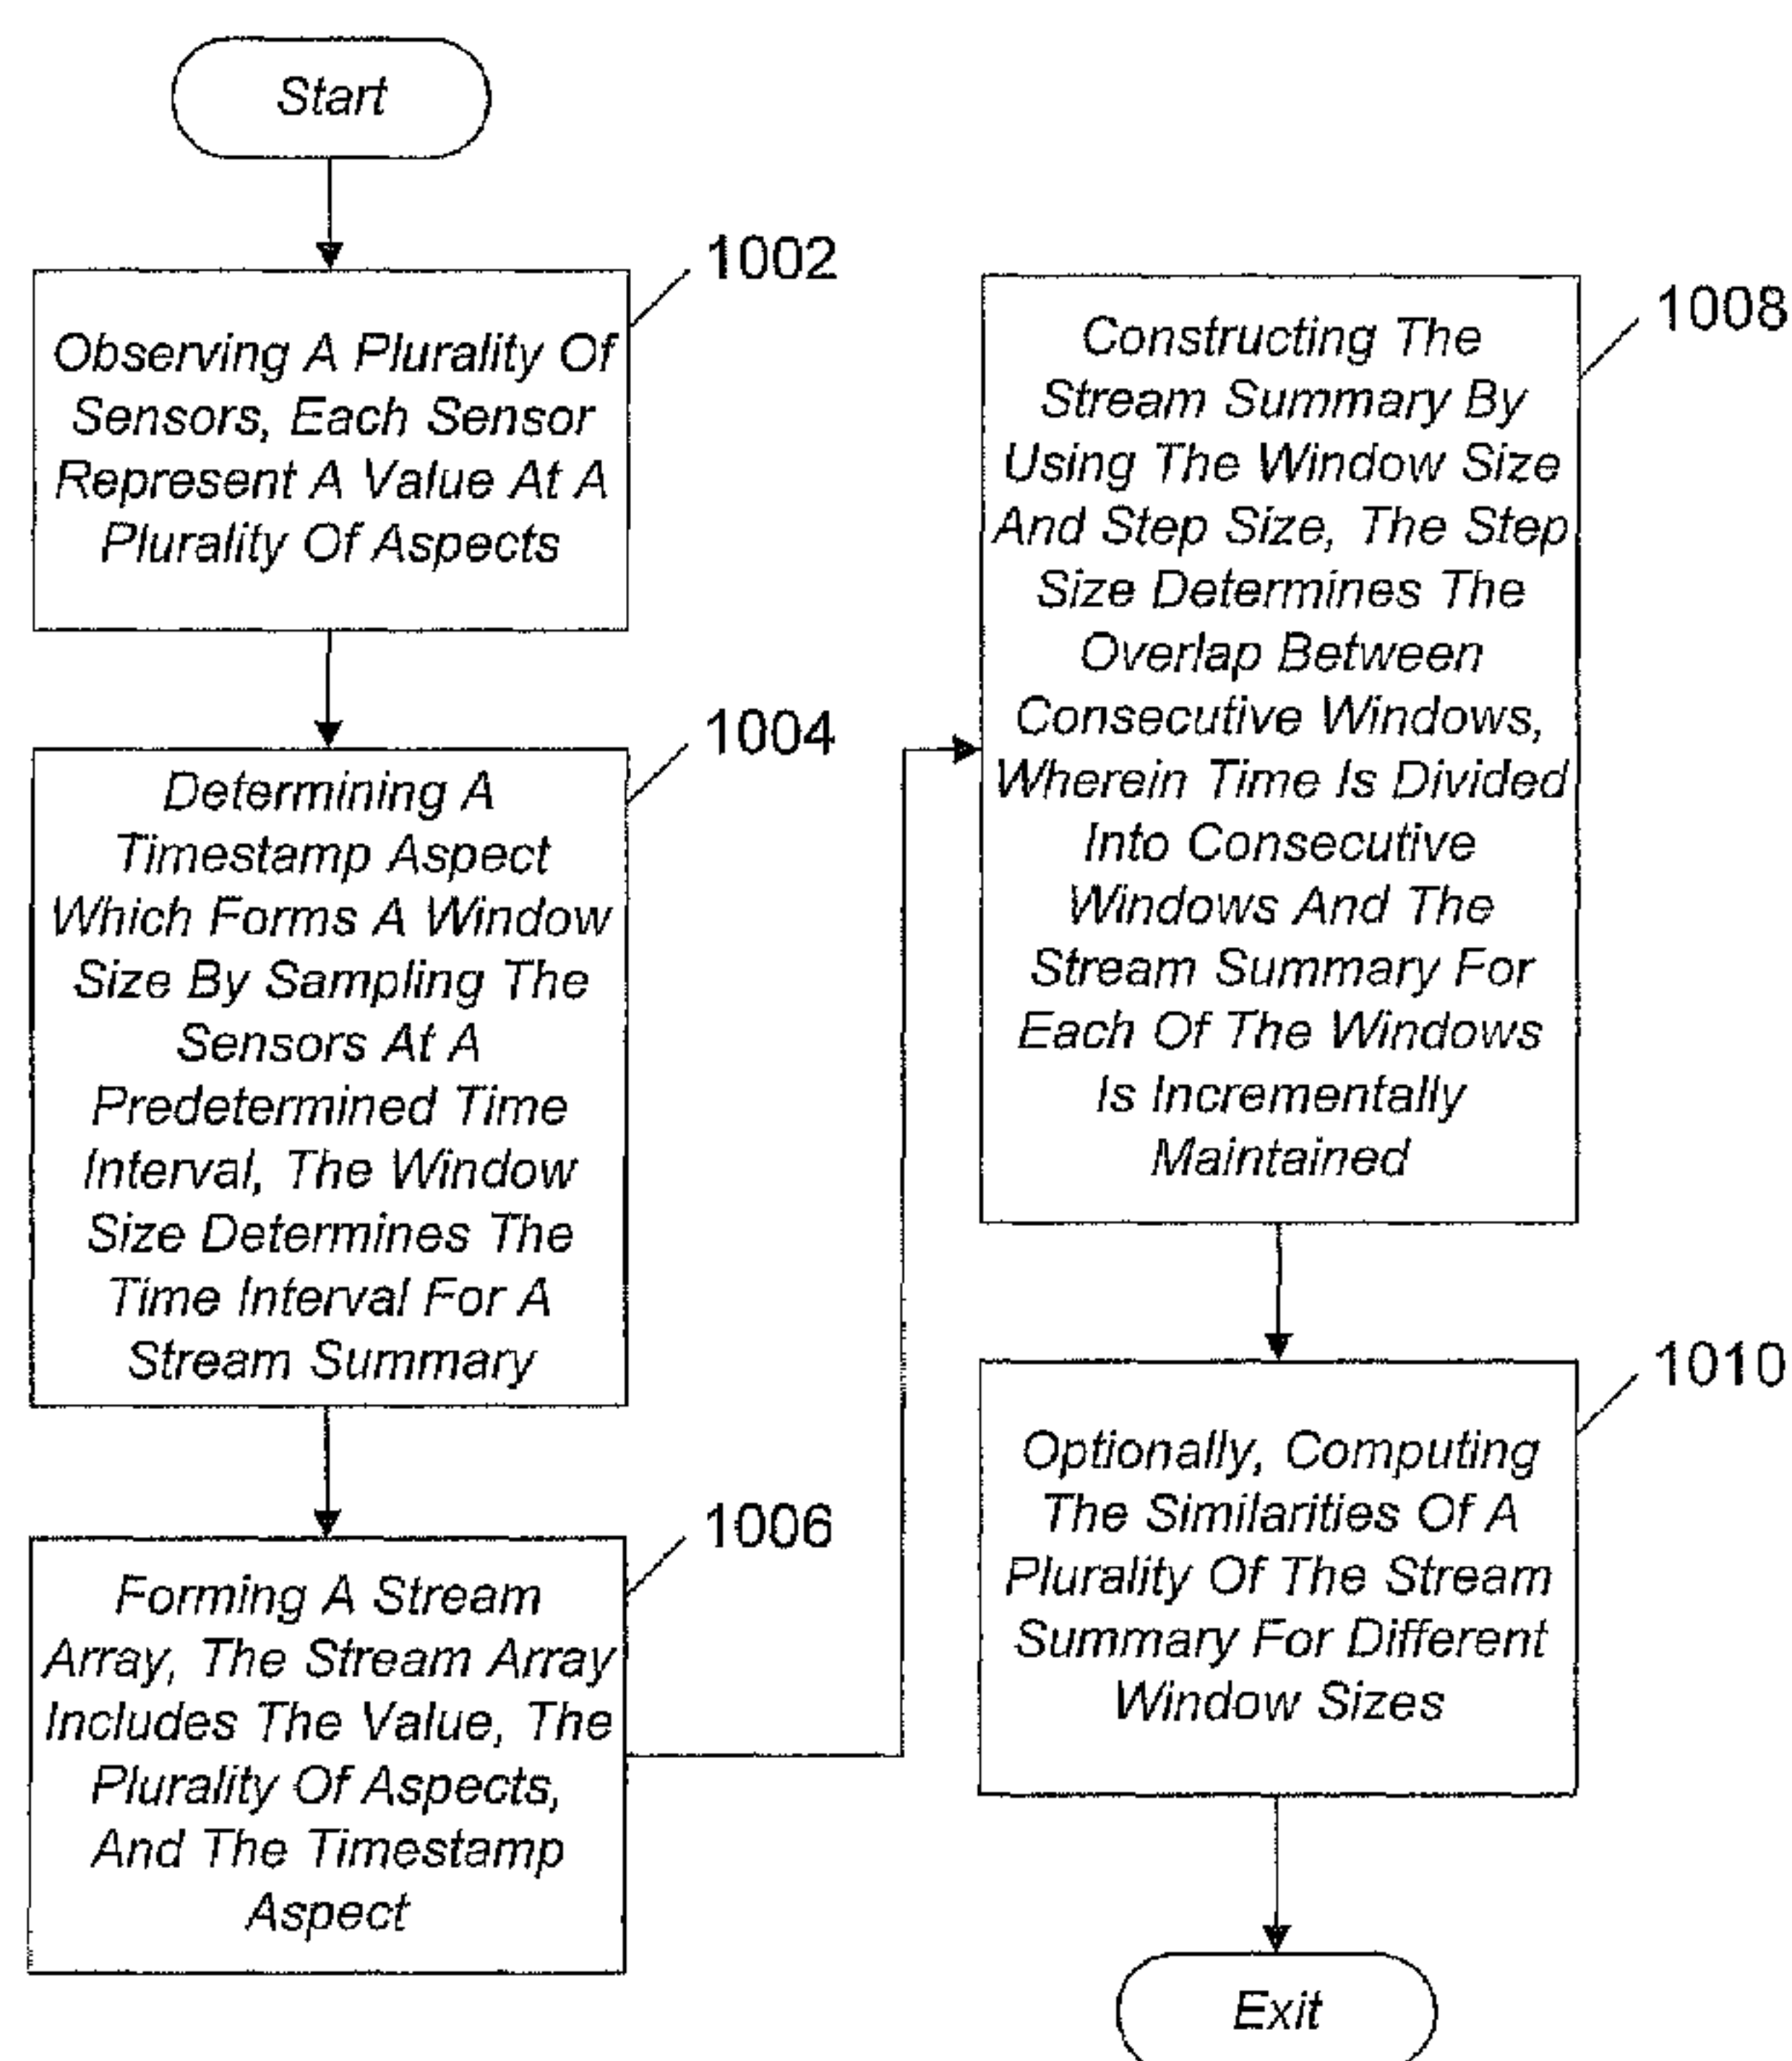 Start
1002
Observing A Plurality Of
Sensors, Each Sensor
Represent A Value At A
Plurality Of Aspects
1004
Determining A
Timestamp Aspect
Which Forms A Window
Size By Sampling The
Sensors At A
Predetermined Time
Interval, The Window
Size Determines The
Time Interval For A
Stream Summary
1006
Forming A Stream
Array, The Stream Array
Includes The Value, The
Plurality Of Aspects,
And The Timestamp
Aspect
1008
Constructing The
Stream Summary By
Using The Window Size
And Step Size, The Step
Size Determines The
Overlap Between
Consecutive Windows,
Wherein Time Is Divided
Into Consecutive
Windows And The
Stream Summary For
Each Of The Windows
Is Incrementally
Maintained
1010
Optionally, Computing
The Similarities Of A
Plurality Of The Stream
Summary For Different
Window Sizes
Exit